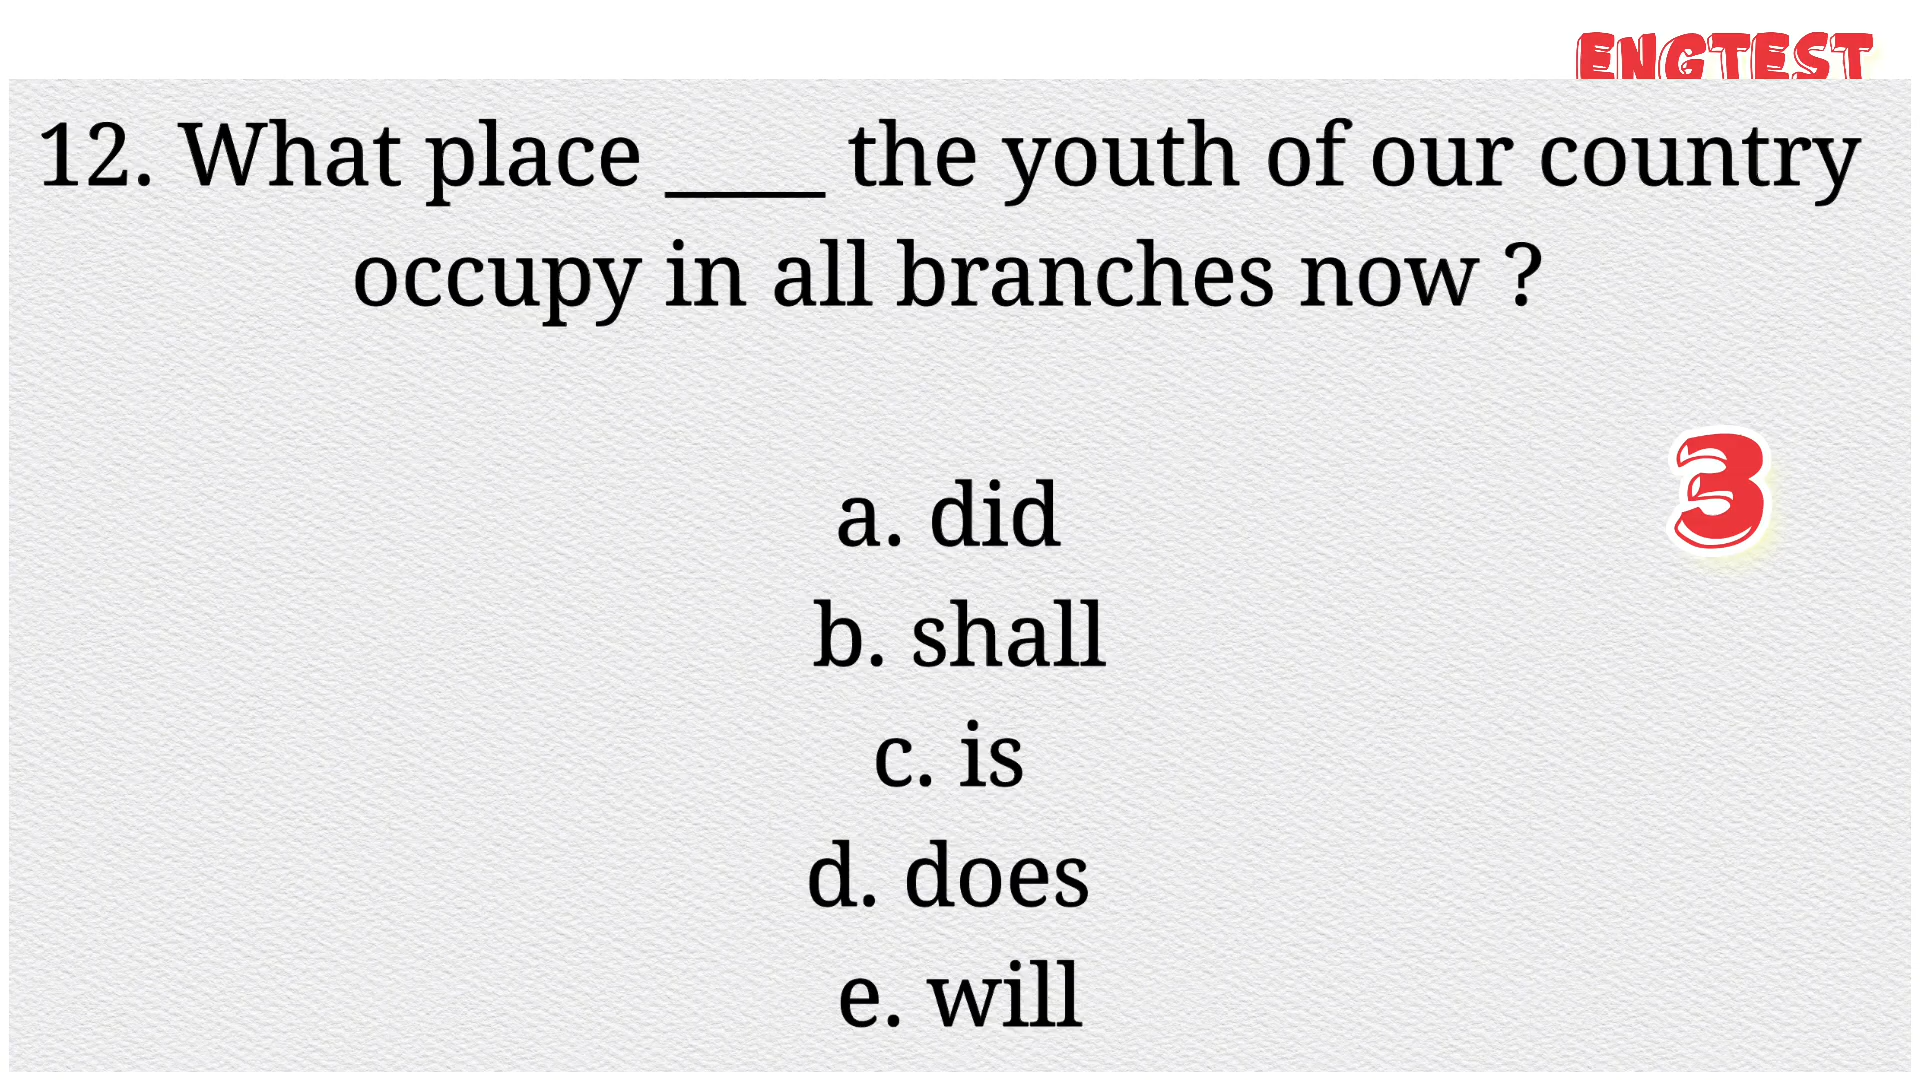 ENGTEST
12. What place ____ the youth of our country
occupy in all branches now ?
3
a. did
b. shall
c. is
d. does
e. will